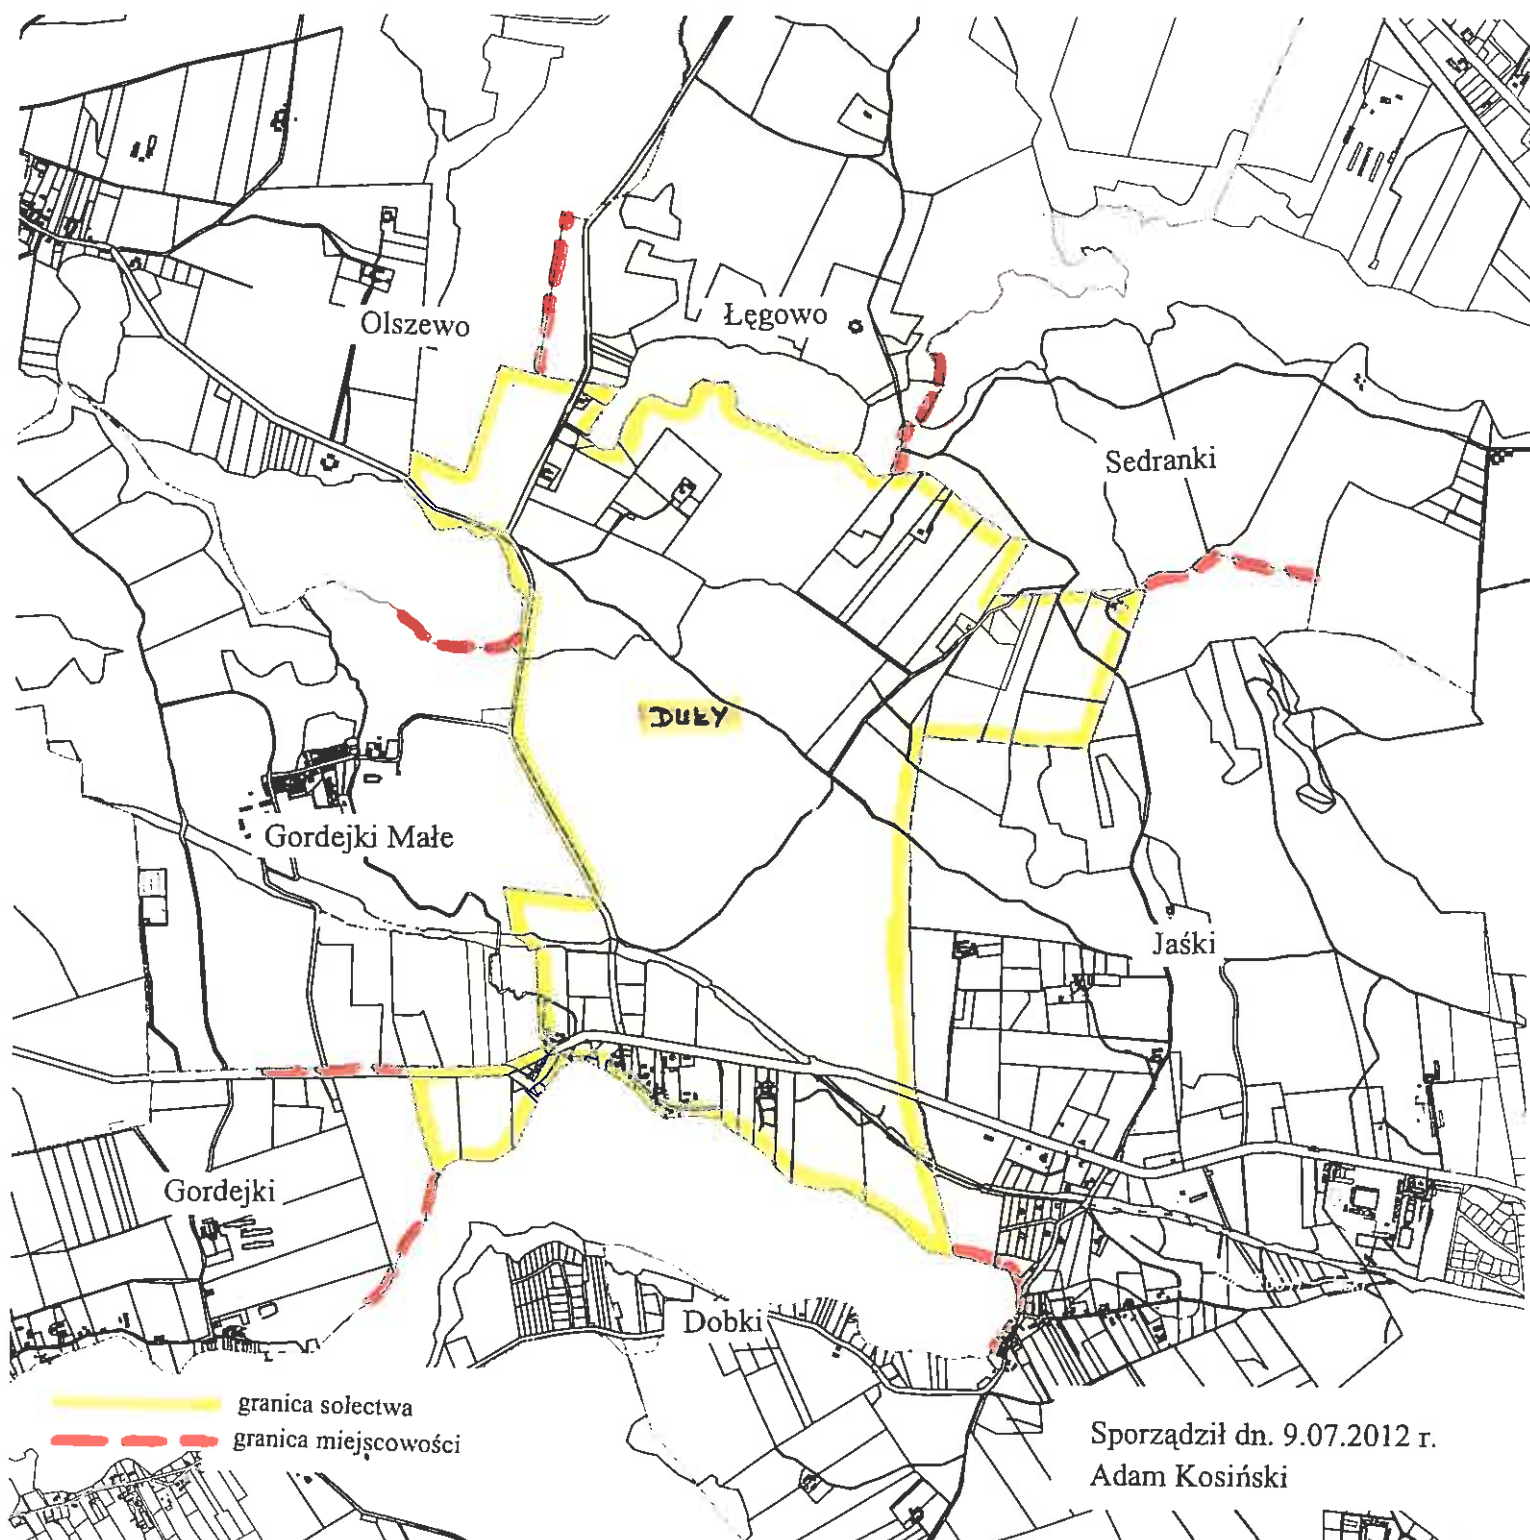 Olszewo
Łęgowo
Sedranki
DUŁY
Gordejki Małe
Jaśki
Gordejki
Dobki
granica sołectwa
granica miejscowości
Sporządził dn. 9.07.2012 r.
Adam Kosiński